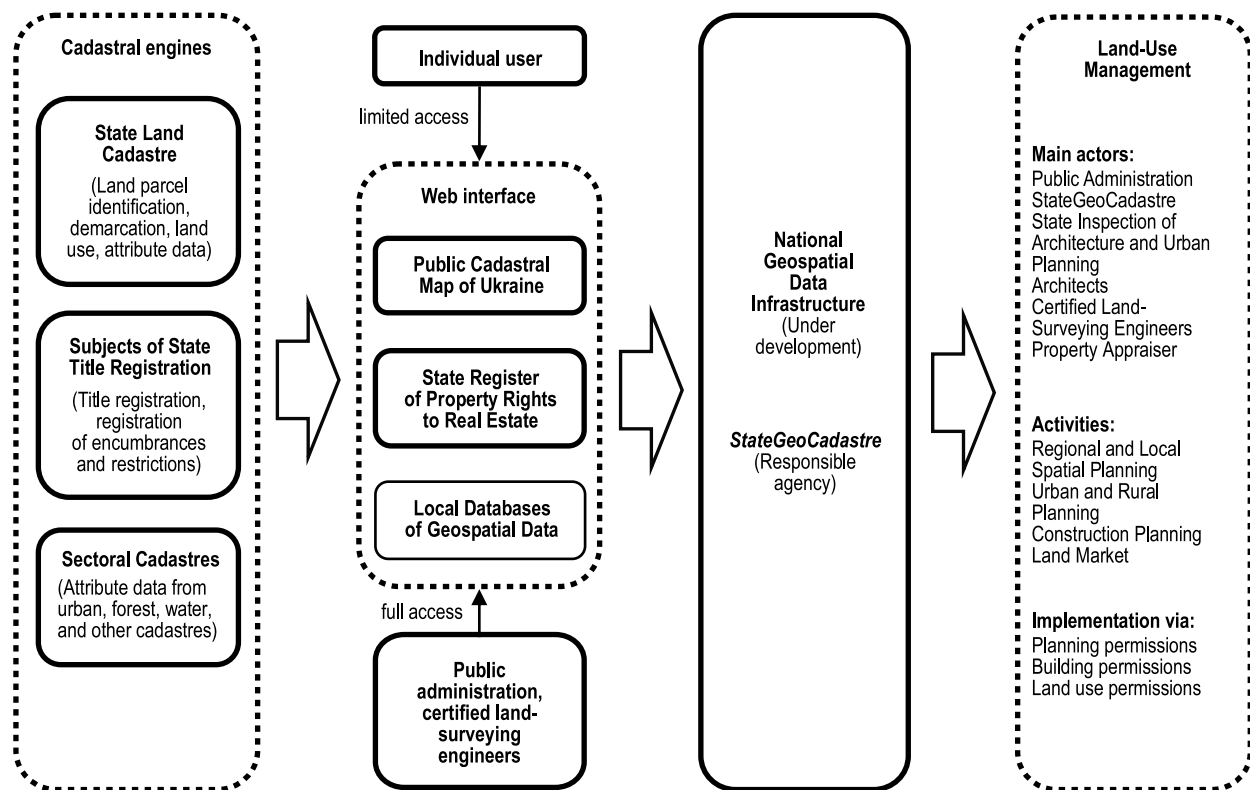 Cadastral engines
State Land
Cadastre
(Land parcel
identification,
demarcation, land
use, attribute data)
Subjects of State
Title Registration
(Title registration,
registration
of encumbrances
and restrictions)
Sectoral Cadastres
(Attribute data from
urban, forest, water,
and other cadastres)
Individual user
limited access
Web interface
Public Cadastral
Map of Ukraine
State Register
of Property Rights
to Real Estate
Local Databases
of Geospatial Data
full access
Public
administration,
certified land-
surveying
engineers
National
Geospatial
Data
Infrastructure
(Under
development)
StateGeoCadastre
(Responsible
agency)
Land-Use
Management
Main actors:
Public Administration
StateGeoCadastre
State Inspection of
Architecture and Urban
Planning
Architects
Certified Land-
Surveying Engineers
Property Appraiser
Activities:
Regional and Local
Spatial Planning
Urban and Rural
Planning
Construction Planning
Land Market
Implementation via:
Planning permissions
Building permissions
Land use permissions